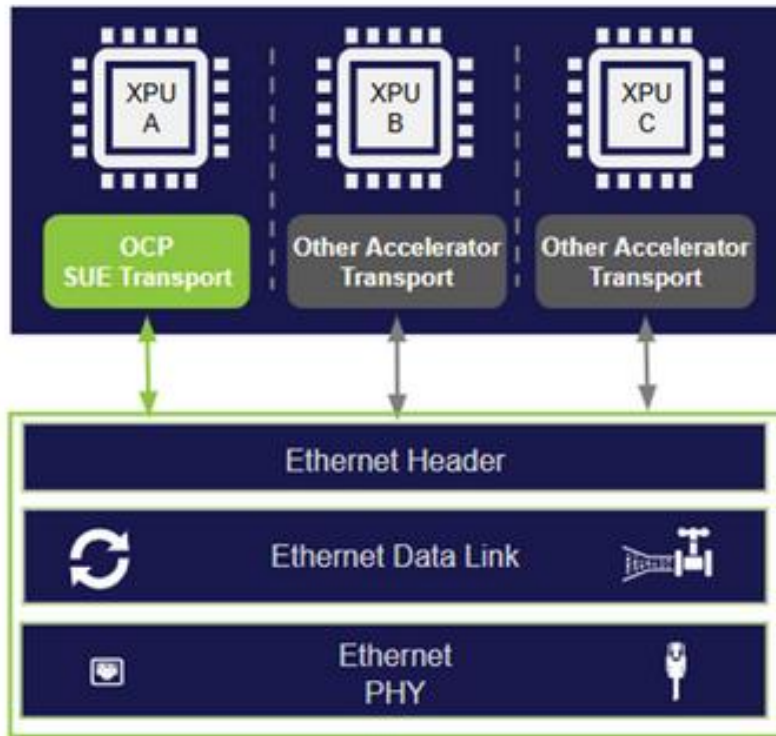 XPU
A
XPU
B
XPU
C
OCP
SUE Transport
Other Accelerator
Transport
Other Accelerator
Transport
Ethernet Header
Ethernet Data Link
Ethernet
PHY